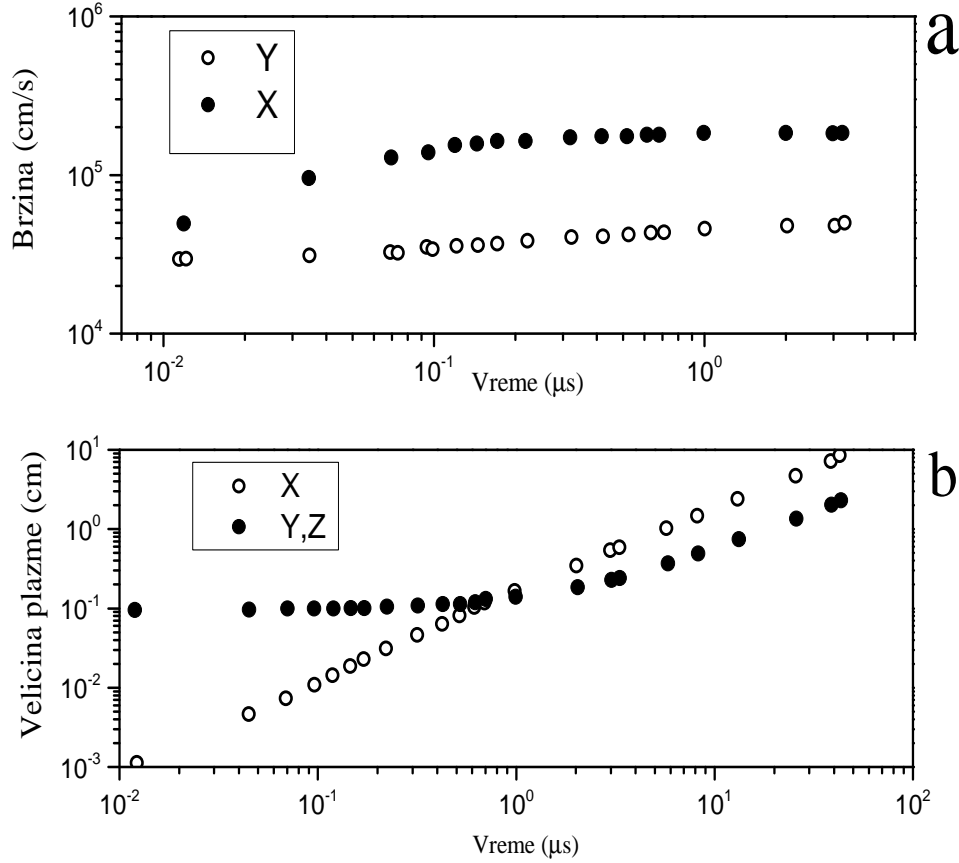 10^6
a
Y
X
Brzina (cm/s)
10^5
10^4
10^-2
10^-1
10^0
Vreme (μs)
10^1
b
X
Y,Z
Velicina plazme (cm)
10^0
10^-1
10^-2
10^-3
10^-2
10^-1
10^0
10^1
10^2
Vreme (μs)